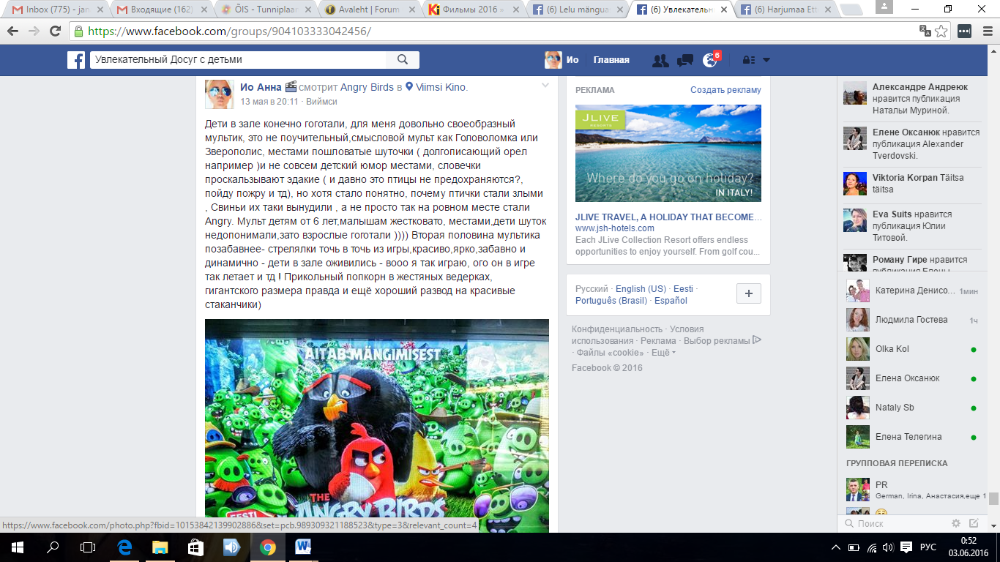 Inbox (775) - jan
Входящие (162)
ÕIS - Tunniplaan
Avaleht | Forum
Фильмы 2016 »
(6) Lelu mängua
(6) Увлекательн
(6) Harjumaa Ett
https://www.facebook.com/groups/904103333042456/
Увлекательный Досуг с детьми
Ио
Главная
6
Ио Анна смотрит Angry Birds в Viimsi Kino.
13 мая в 20:11 · Виймси
Дети в зале конечно гоготали, для меня довольно своеобразный
мультик, это не поучительный,смысловой мульт как Головоломка или
Зверополис, местами пошловатые шуточки ( долгописающий орел
например )и не совсем детский юмор местами, словечки
проскальзывают эдакие ( и давно это птицы не предохраняются?,
пойду пожру и тд), но хотя стало понятно, почему птички стали злыми
, Свиньи их таки вынудили , а не просто так на ровном месте стали
Angry. Мульт детям от 6 лет,малышам жестковато, местами,дети шуток
недопонимали,зато взрослые гоготали )))) Вторая половина мультика
позабавнее- стрелялки точь в точь из игры,красиво,ярко,забавно и
динамично - дети в зале оживились - вооо я так играю, ого он в игре
так летает и тд ! Прикольный попкорн в жестяных ведерках,
гигантского размера правда и ещё хороший развод на красивые
стаканчики)
AITAB MÄNGIMISEST
THE
ANGRY BIRDS
EESTI
РЕКЛАМА
Создать рекламу
JLIVE
RESORTS
Where do you go on holiday?
IN ITALY!
JLIVE TRAVEL, A HOLIDAY THAT BECOME...
www.jsh-hotels.com
Each JLive Collection Resort offers endless
opportunities to enjoy yourself. From golf cou...
Русский · English (US) · Eesti ·
Português (Brasil) · Español
Конфиденциальность · Условия
использования · Реклама · Выбор рекламы
· Файлы «cookie» · Ещё
Facebook © 2016
Александре Андреюк
нравится публикация
Натальи Муриной.
Елене Оксанюк нравится
публикация Alexander
Tverdovski.
Viktoria Korpan Täitsa
täitsa
Eva Suits нравится
публикация Юлии
Титовой.
Роману Гире нравится
публикация Елены
Катерина Денисо... 1мин
Людмила Гостева 1ч
Olka Kol
Елена Оксанюк
Nataly Sb
Елена Телегина
ГРУППОВАЯ ПЕРЕПИСКА
PR
German, Irina, Анастасия,еще 1
Поиск
https://www.facebook.com/photo.php?fbid=10153842139902886&set=pcb.989309321188523&type=3&relevant_count=4
РУС
0:52
03.06.2016